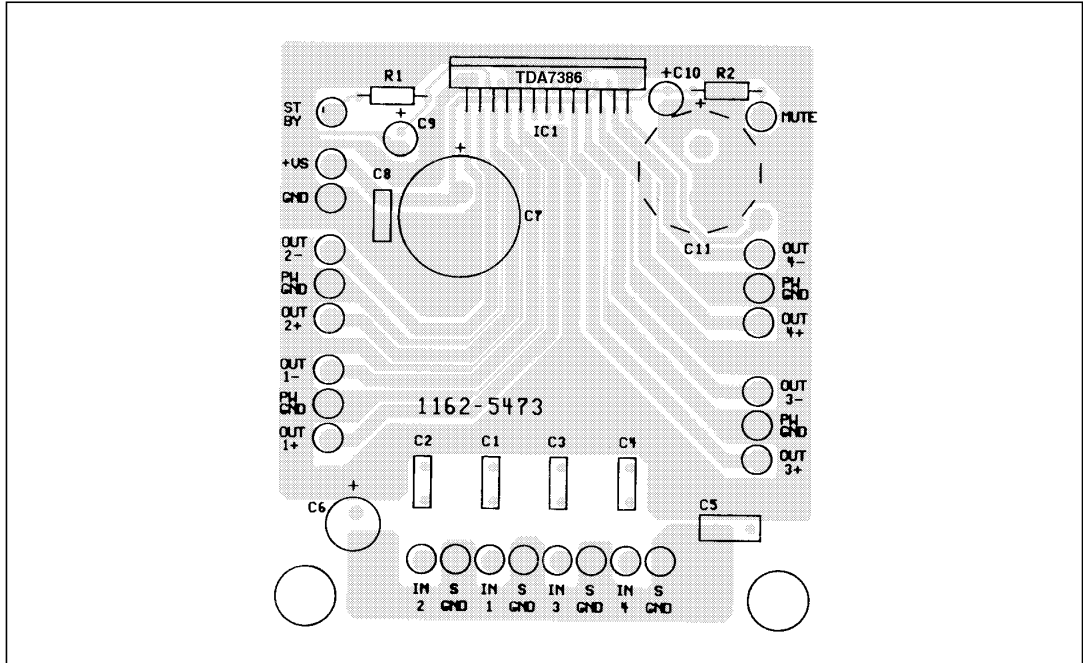 TDA7386
R1
+C10
R2
+
+
ST
BY
MUTE
C9
IC1
+
+VS
C8
GND
C7
OUT
2-
C11
OUT
4-
PW
GND
PW
GND
OUT
2+
OUT
4+
OUT
1-
OUT
3-
PW
GND
1162-5473
PW
GND
OUT
1+
C2
C1
C3
C4
OUT
3+
+
C6
C5
IN
2
S
GND
IN
1
S
GND
IN
3
S
GND
IN
4
S
GND